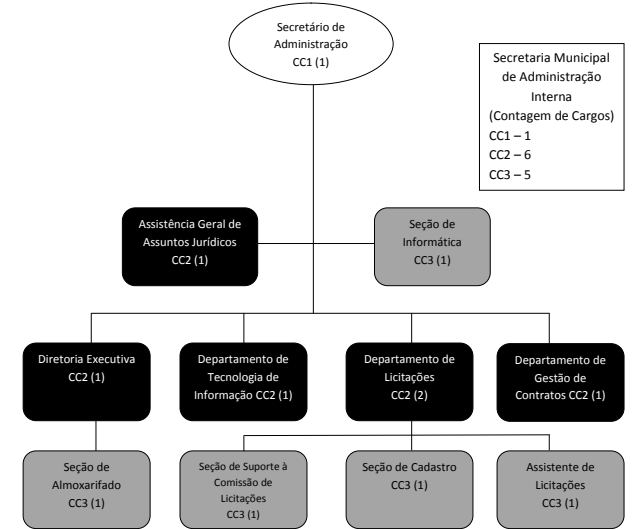 Secretário de
Administração
CC1 (1)
Secretaria Municipal
de Administração
Interna
(Contagem de Cargos)
CC1 – 1
CC2 – 6
CC3 – 5
Assistência Geral de
Assuntos Jurídicos
CC2 (1)
Seção de
Informática
CC3 (1)
Diretoria Executiva
CC2 (1)
Departamento de
Tecnologia de
Informação CC2 (1)
Departamento de
Licitações
CC2 (2)
Departamento de
Gestão de
Contratos CC2 (1)
Seção de
Almoxarifado
CC3 (1)
Seção de Suporte à
Comissão de
Licitações
CC3 (1)
Seção de Cadastro
CC3 (1)
Assistente de
Licitações
CC3 (1)